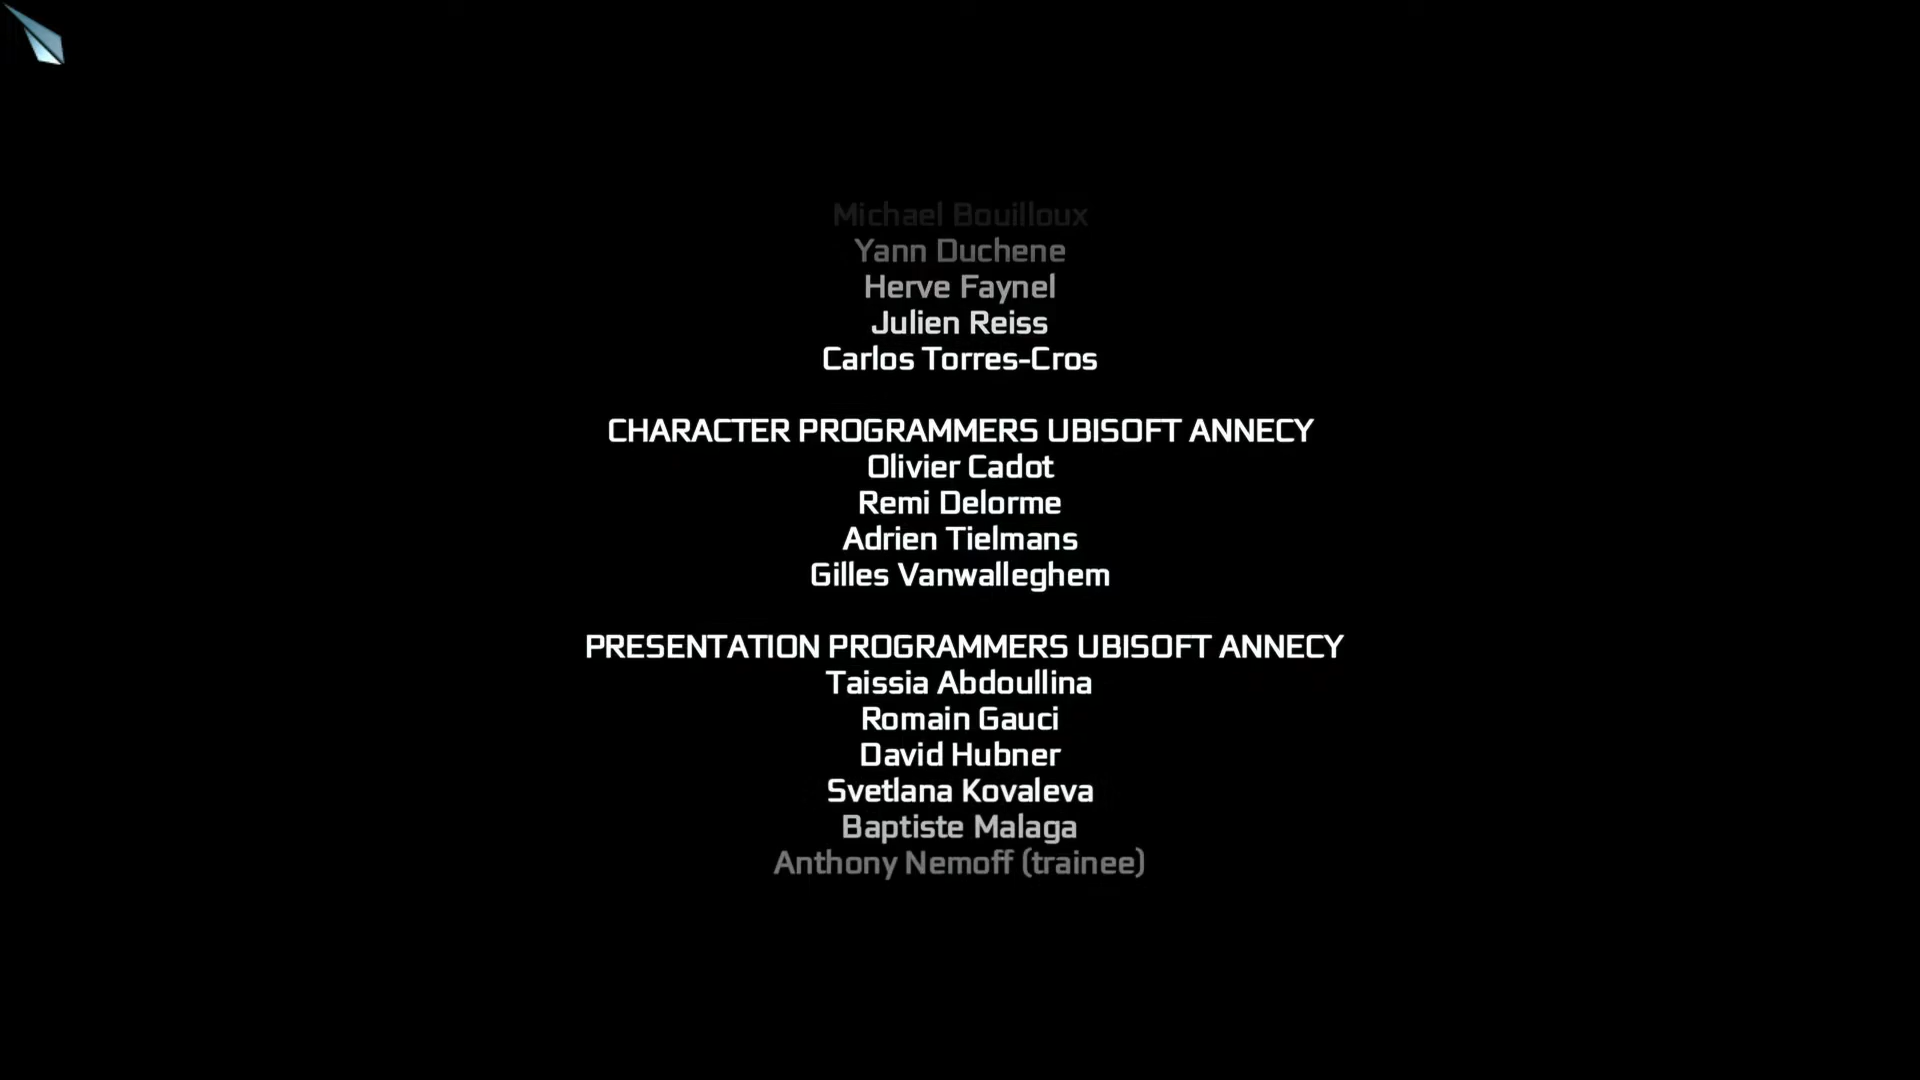 Michael Bouilloux
Yann Duchene
Herve Faynel
Julien Reiss
Carlos Torres-Cros
CHARACTER PROGRAMMERS UBISOFT ANNECY
Olivier Cadot
Remi Delorme
Adrien Tielmans
Gilles Vanwalleghem
PRESENTATION PROGRAMMERS UBISOFT ANNECY
Taissia Abdoullina
Romain Gauci
David Hubner
Svetlana Kovaleva
Baptiste Malaga
Anthony Nemoff (trainee)